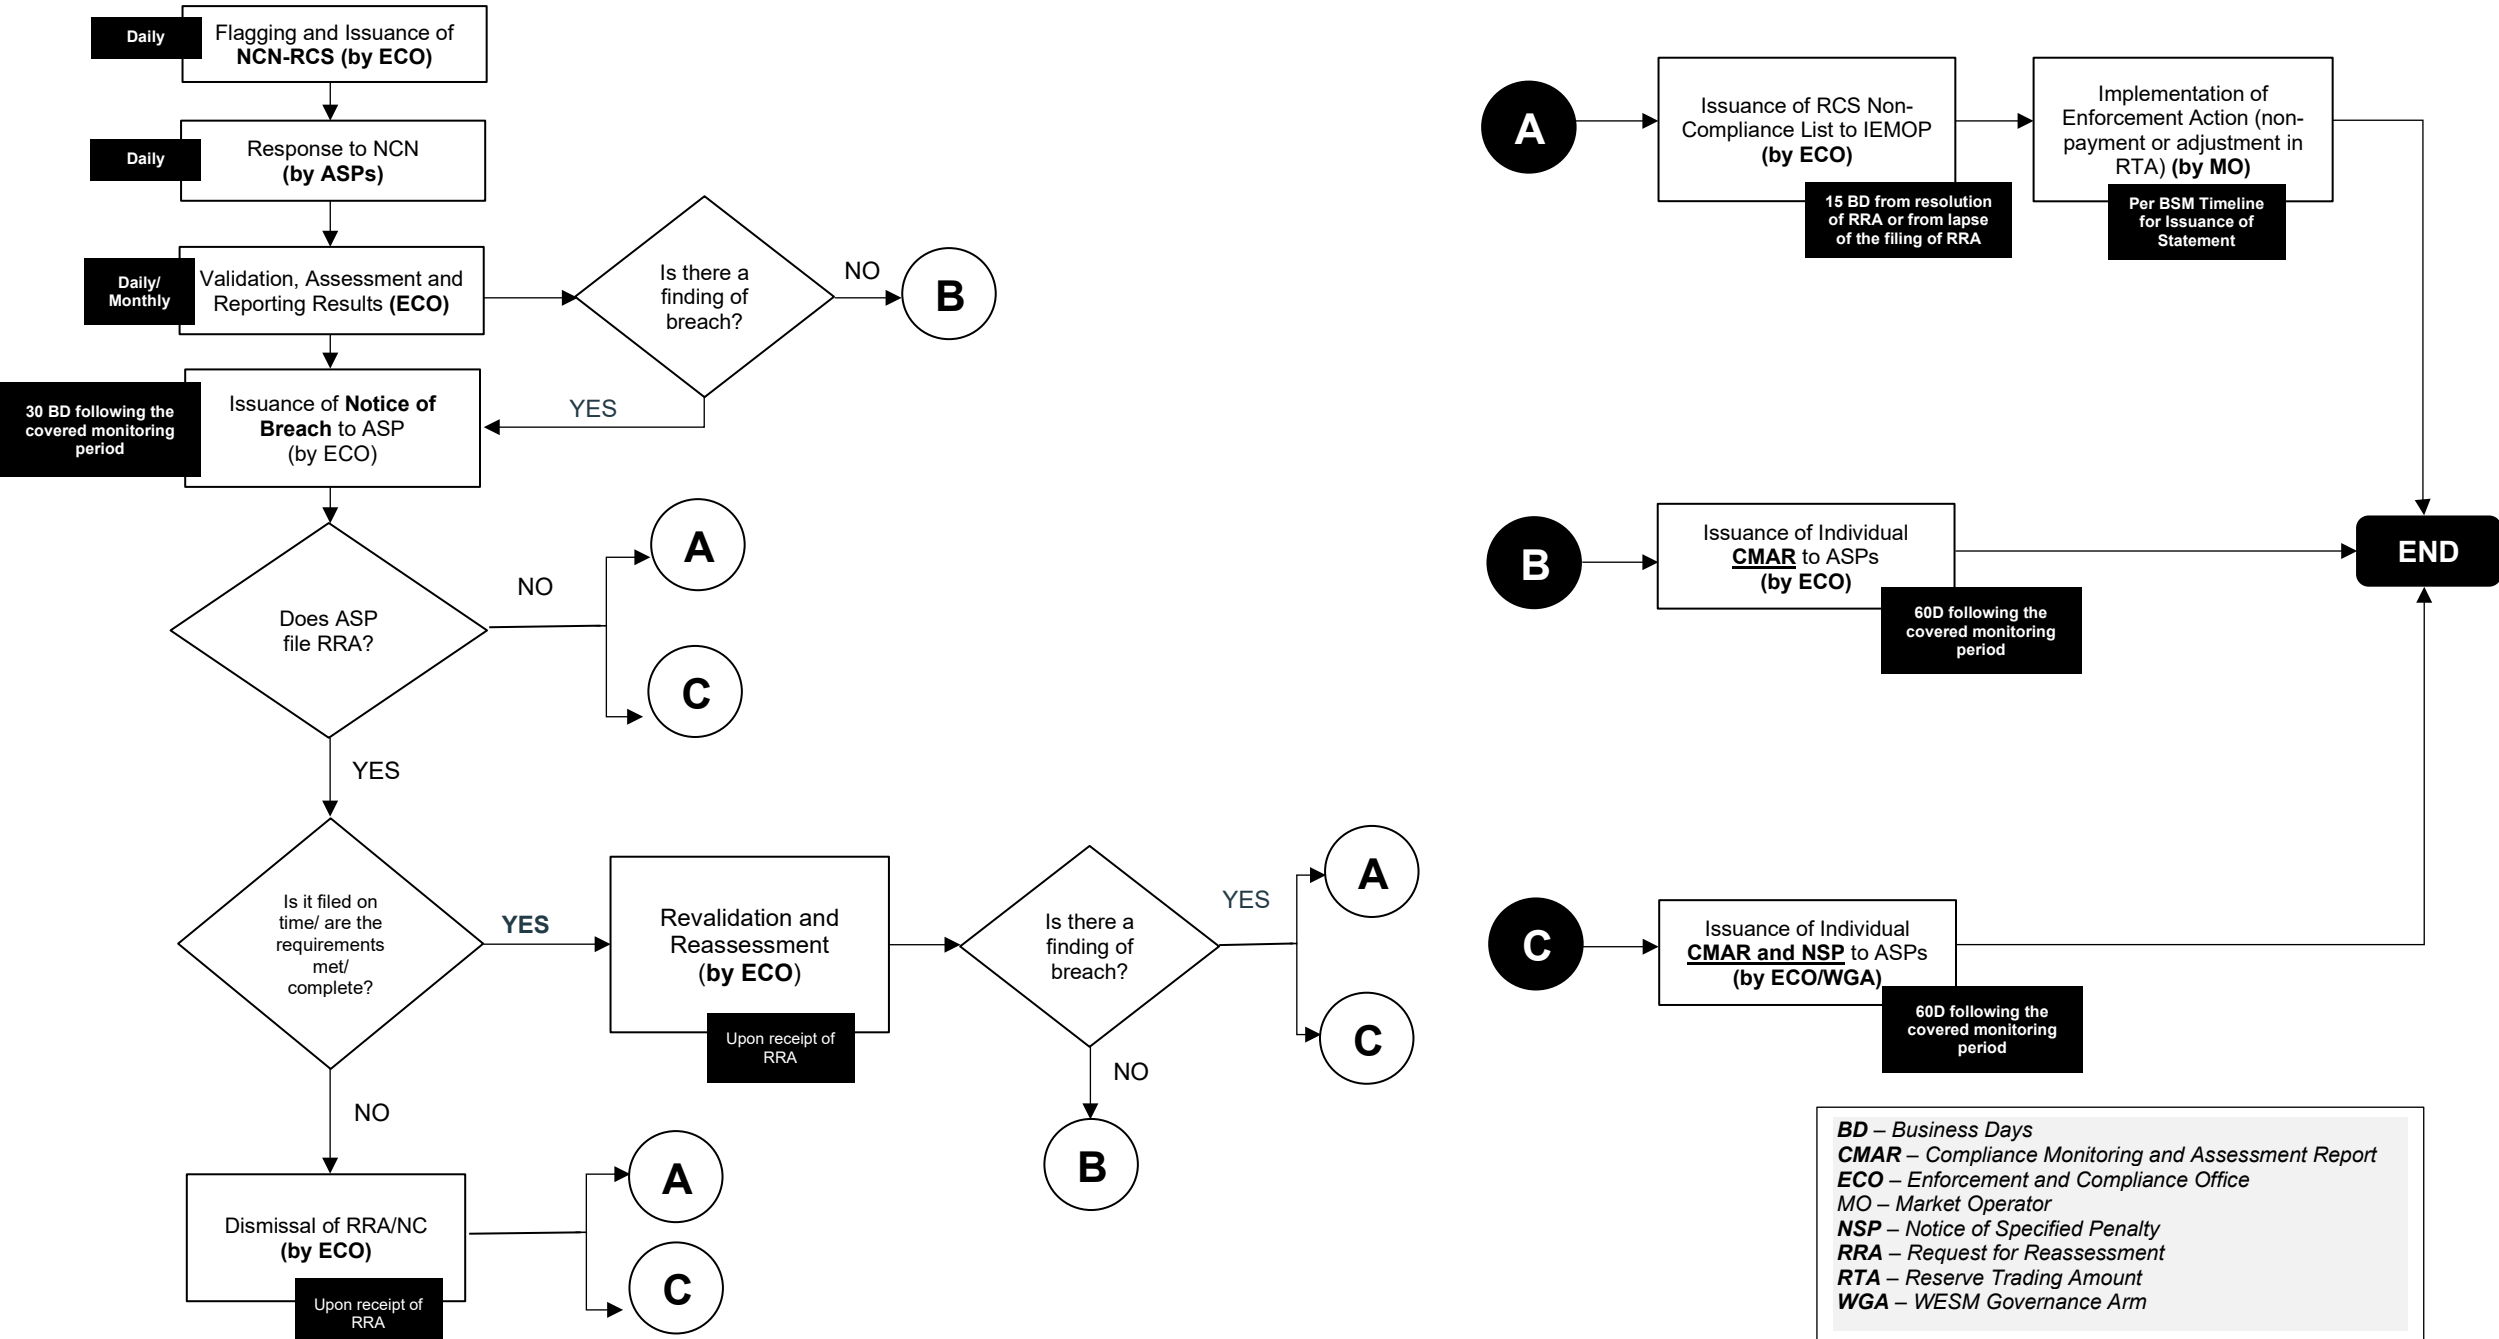 Daily
Flagging and Issuance of
NCN-RCS (by ECO)
Daily
Response to NCN
(by ASPs)
Daily/
Monthly
Validation, Assessment and
Reporting Results (ECO)
Is there a
finding of
breach?
NO
B
YES
30 BD following the
covered monitoring
period
Issuance of Notice of
Breach to ASP
(by ECO)
Does ASP
file RRA?
NO
A
C
YES
Is it filed on
time/ are the
requirements
met/
complete?
YES
Revalidation and
Reassessment
(by ECO)
Upon receipt of
RRA
Is there a
finding of
breach?
YES
A
C
NO
B
NO
Dismissal of RRA/NC
(by ECO)
Upon receipt of
RRA
A
C
A
Issuance of RCS Non-
Compliance List to IEMOP
(by ECO)
15 BD from resolution
of RRA or from lapse
of the filing of RRA
Implementation of
Enforcement Action (non-
payment or adjustment in
RTA) (by MO)
Per BSM Timeline
for Issuance of
Statement
B
Issuance of Individual
CMAR to ASPs
(by ECO)
60D following the
covered monitoring
period
END
C
Issuance of Individual
CMAR and NSP to ASPs
(by ECO/WGA)
60D following the
covered monitoring
period
BD – Business Days
CMAR – Compliance Monitoring and Assessment Report
ECO – Enforcement and Compliance Office
MO – Market Operator
NSP – Notice of Specified Penalty
RRA – Request for Reassessment
RTA – Reserve Trading Amount
WGA – WESM Governance Arm